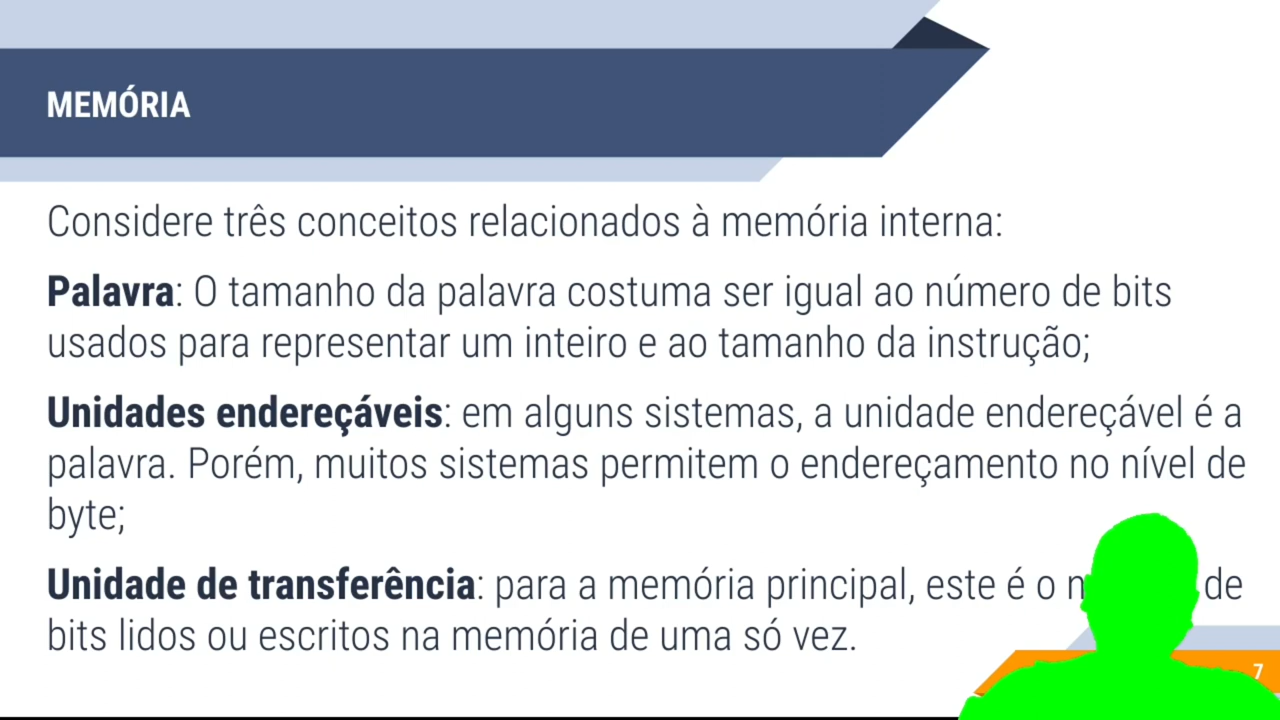 MEMÓRIA
Considere três conceitos relacionados à memória interna:
Palavra: O tamanho da palavra costuma ser igual ao número de bits
usados para representar um inteiro e ao tamanho da instrução;
Unidades endereçáveis: em alguns sistemas, a unidade endereçável é a
palavra. Porém, muitos sistemas permitem o endereçamento no nível de
byte;
Unidade de transferência: para a memória principal, este é o de
bits lidos ou escritos na memória de uma só vez.
7